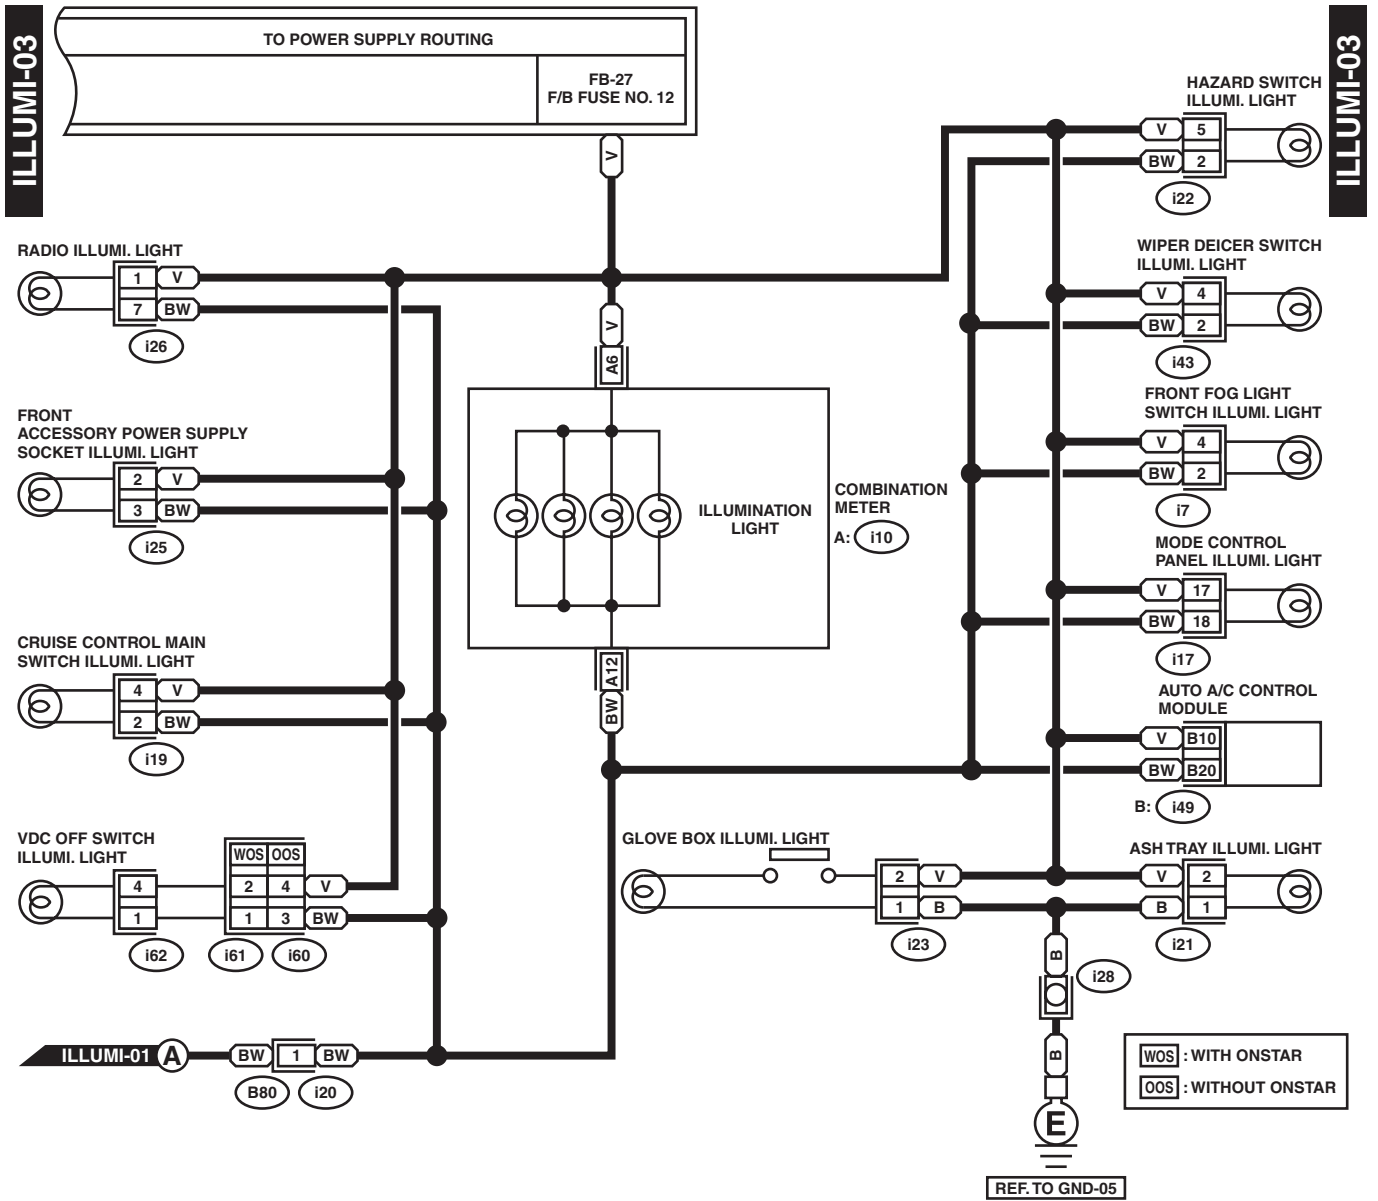 ILLUMI-03
ILLUMI-03
TO POWER SUPPLY ROUTING
FB-27
F/B FUSE NO. 12
V
HAZARD SWITCH
ILLUMI. LIGHT
V 5
BW 2
i22
RADIO ILLUMI. LIGHT
1 V
7 BW
i26
V
A6
WIPER DEICER SWITCH
ILLUMI. LIGHT
V 4
BW 2
i43
FRONT
ACCESSORY POWER SUPPLY
SOCKET ILLUMI. LIGHT
2 V
3 BW
i25
FRONT FOG LIGHT
SWITCH ILLUMI. LIGHT
V 4
BW 2
i7
ILLUMINATION
LIGHT
COMBINATION
METER
A: i10
MODE CONTROL
PANEL ILLUMI. LIGHT
V 17
BW 18
i17
CRUISE CONTROL MAIN
SWITCH ILLUMI. LIGHT
4 V
2 BW
i19
A12
BW
AUTO A/C CONTROL
MODULE
V B10
BW B20
B: i49
VDC OFF SWITCH
ILLUMI. LIGHT
WOS OOS
4 2 4 V
1 1 3 BW
i62 i61 i60
GLOVE BOX ILLUMI. LIGHT
2 V
1 B
i23
ASH TRAY ILLUMI. LIGHT
V 2
B 1
i21
B
i28
B
E
REF. TO GND-05
ILLUMI-01 A BW 1 BW
B80 i20
WOS : WITH ONSTAR
OOS : WITHOUT ONSTAR